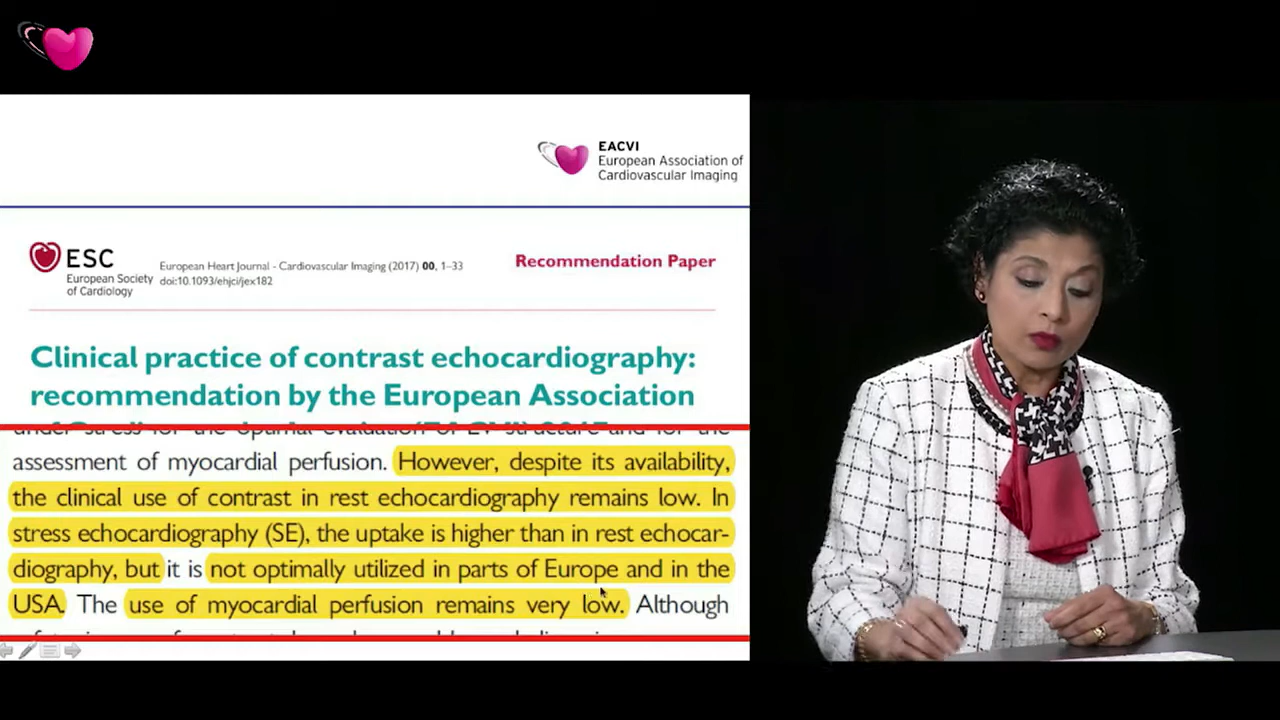 EACVI
European Association of
Cardiovascular Imaging
ESC
European Society
of Cardiology
European Heart Journal - Cardiovascular Imaging (2017) 00, 1–33
doi:10.1093/ehjci/jex182
Recommendation Paper
Clinical practice of contrast echocardiography:
recommendation by the European Association
assessment of myocardial perfusion. However, despite its availability,
the clinical use of contrast in rest echocardiography remains low. In
stress echocardiography (SE), the uptake is higher than in rest echocar-
diography, but it is not optimally utilized in parts of Europe and in the
USA. The use of myocardial perfusion remains very low. Although